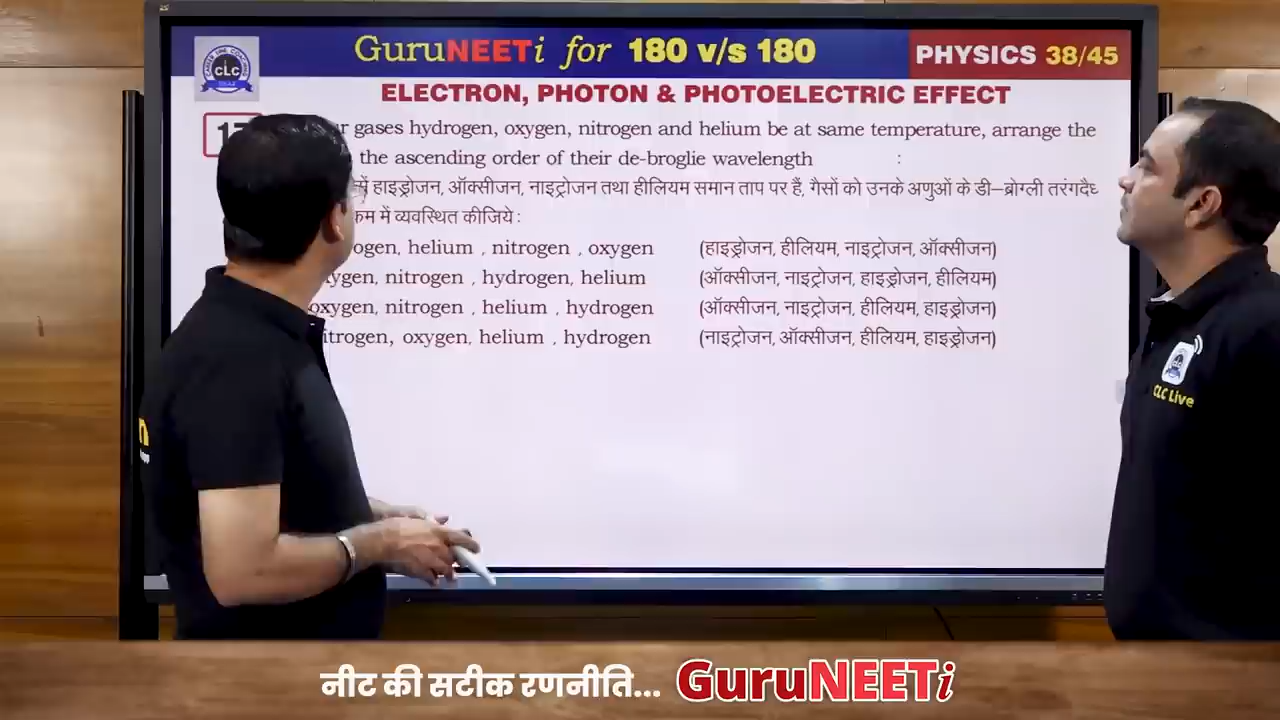 GuruNEETi for 180 v/s 180
PHYSICS 38/45
CLC
ELECTRON, PHOTON & PHOTOELECTRIC EFFECT
gases hydrogen, oxygen, nitrogen and helium be at same temperature, arrange the
the ascending order of their de-broglie wavelength :
हाइड्रोजन, ऑक्सीजन, नाइट्रोजन तथा हीलियम समान ताप पर हैं, गैसों को उनके अणुओं के डी–ब्रोग्ली
में व्यवस्थित कीजिये :
helium , nitrogen , oxygen (हाइड्रोजन, हीलियम, नाइट्रोजन, ऑक्सीजन)
nitrogen , hydrogen, helium (ऑक्सीजन, नाइट्रोजन, हाइड्रोजन, हीलियम)
oxygen, nitrogen , helium , hydrogen (ऑक्सीजन, नाइट्रोजन, हीलियम, हाइड्रोजन)
oxygen, helium , hydrogen (नाइट्रोजन, ऑक्सीजन, हीलियम, हाइड्रोजन)
CLC Live
नीट की सटीक रणनीति... GuruNEETi